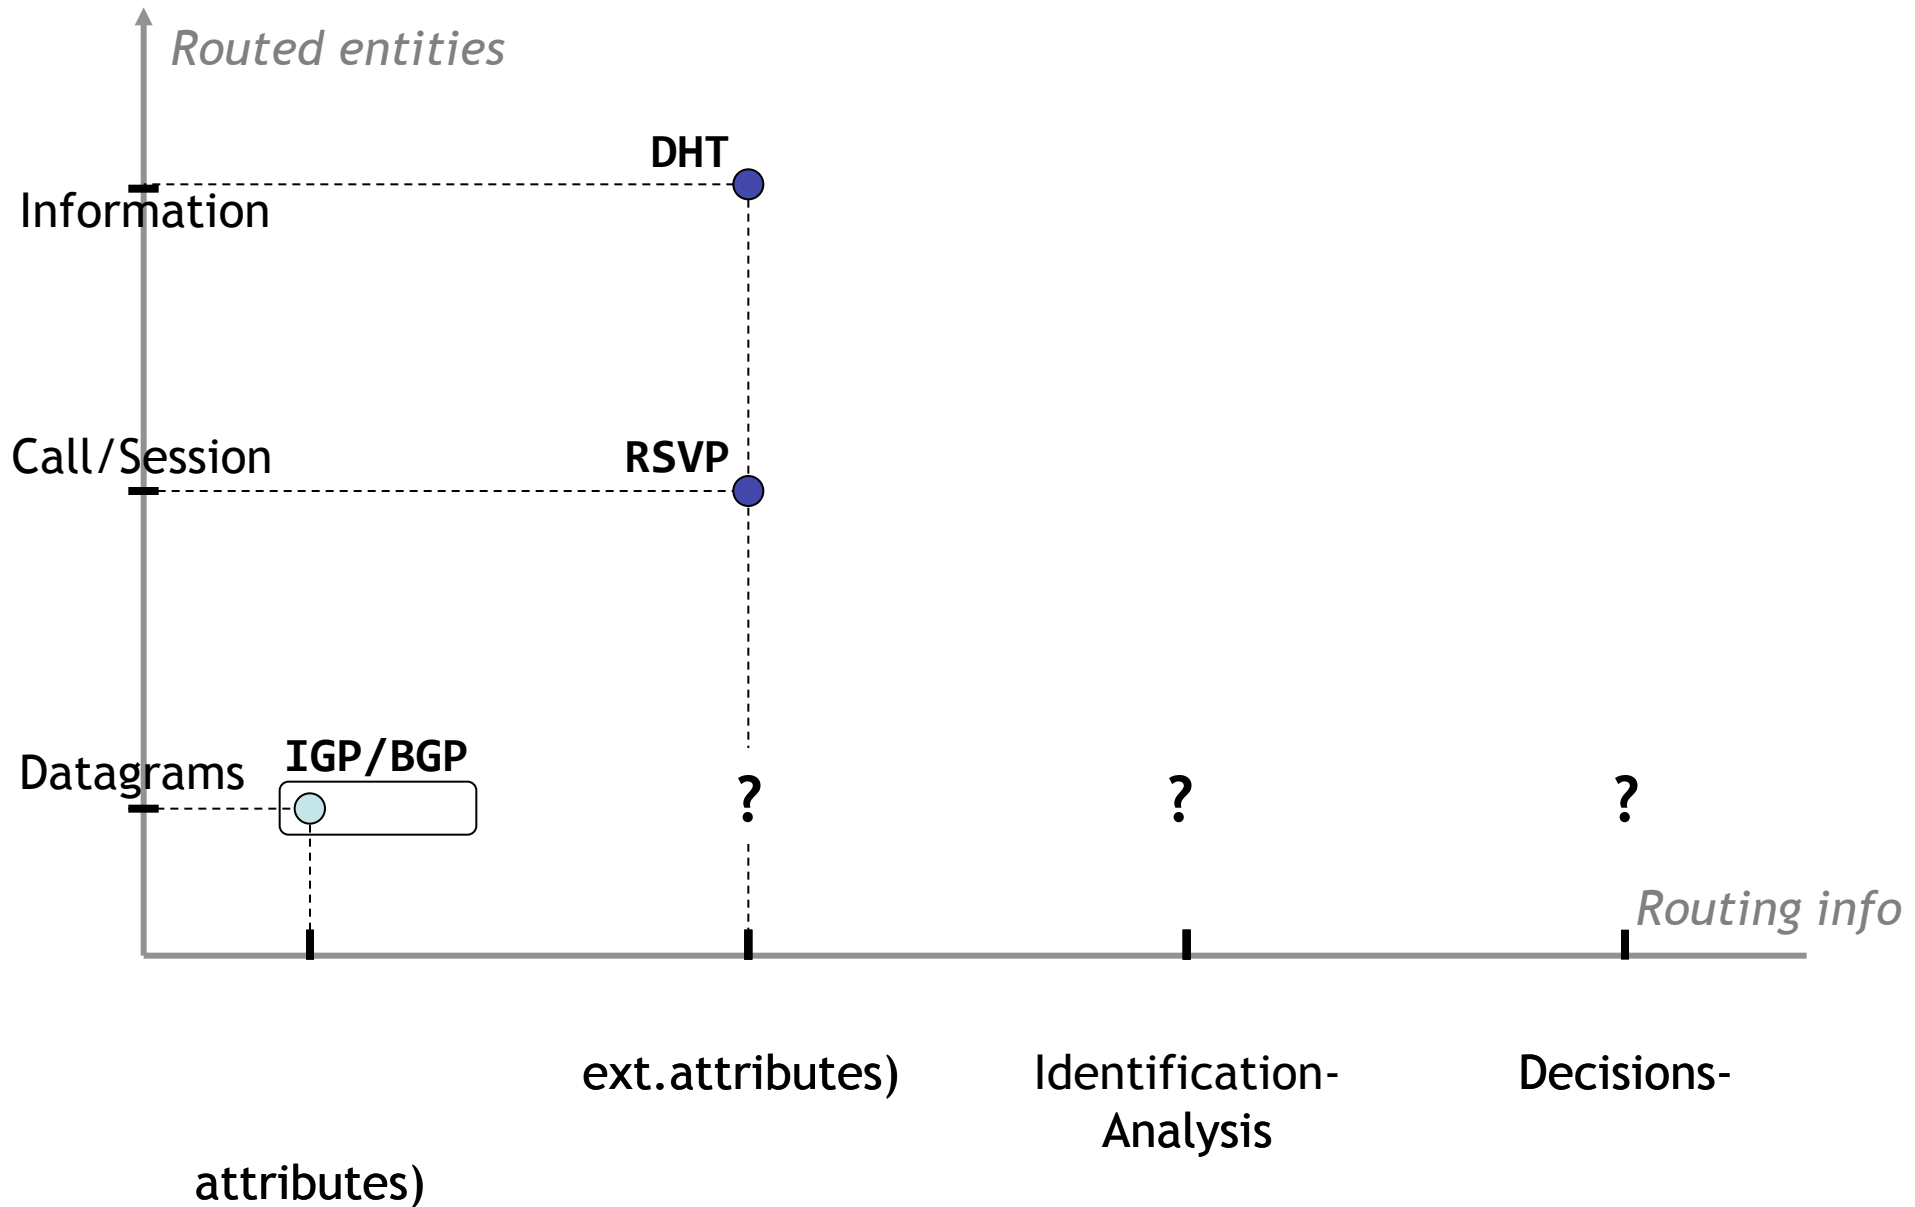 Routed entities
DHT
Information
Call/Session
RSVP
IGP/BGP
Datagrams
? ? ?
Routing info
ext.attributes)
Identification-
Analysis
Decisions-
attributes)